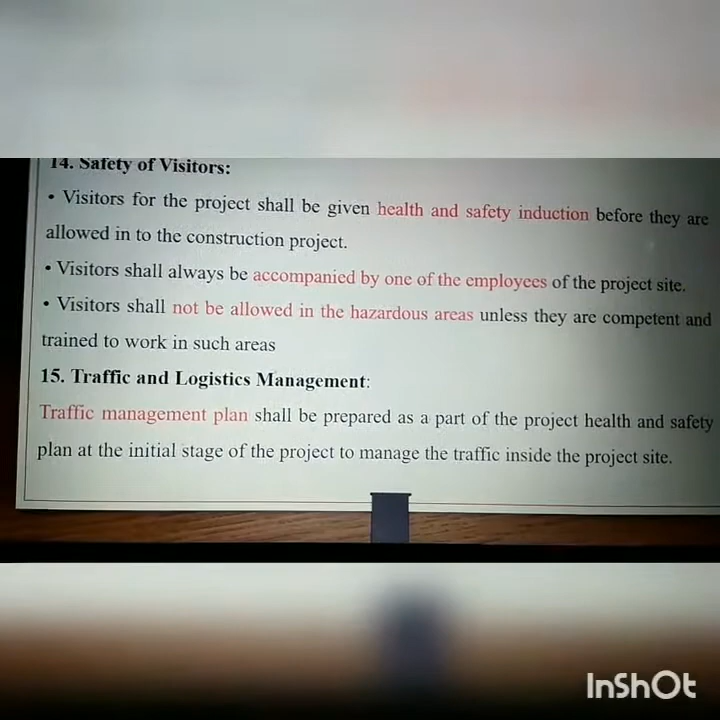 14. Safety of Visitors:
• Visitors for the project shall be given health and safety induction before they are
allowed in to the construction project.
• Visitors shall always be accompanied by one of the employees of the project site.
• Visitors shall not be allowed in the hazardous areas unless they are competent and
trained to work in such areas
15. Traffic and Logistics Management:
Traffic management plan shall be prepared as a part of the project health and safety
plan at the initial stage of the project to manage the traffic inside the project site.
InShOt